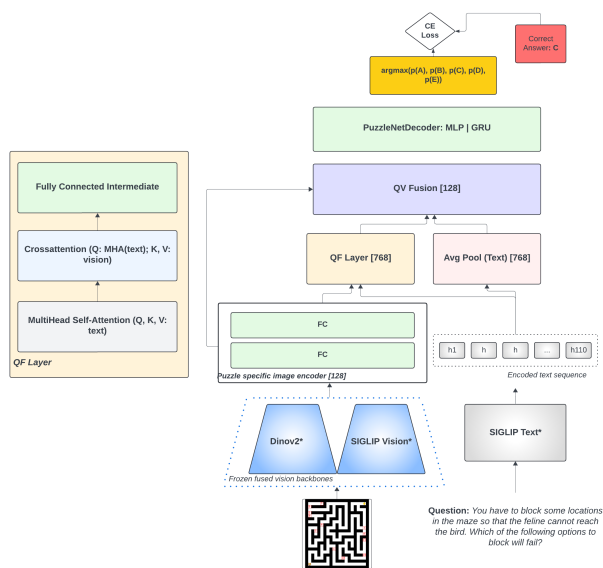 CE
Loss
Correct
Answer: C
argmax(p(A), p(B), p(C), p(D),
p(E))
PuzzleNetDecoder: MLP | GRU
QV Fusion [128]
QF Layer [768]
Avg Pool (Text) [768]
Fully Connected Intermediate
Crossattention (Q: MHA(text); K, V:
vision)
MultiHead Self-Attention (Q, K, V:
text)
QF Layer
FC
FC
Puzzle specific image encoder [128]
h1
h
h
...
h110
Encoded text sequence
Dinov2*
SIGLIP Vision*
Frozen fused vision backbones
SIGLIP Text*
Question: You have to block some locations
in the maze so that the feline cannot reach
the bird. Which of the following options to
block will fail?